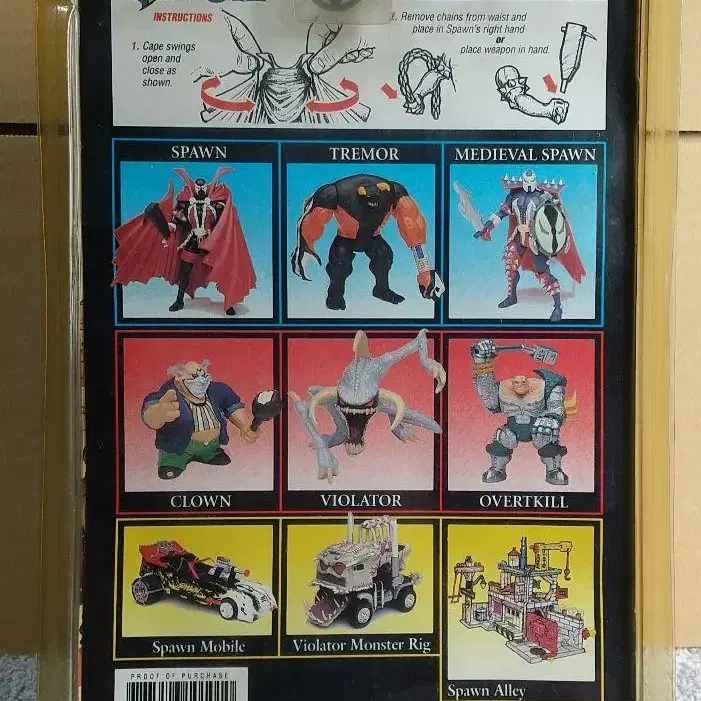 INSTRUCTIONS
1. Cape swings
open and
close as
shown.
Remove chains from waist and
place in Spawn's right hand
or
place weapon in hand.
SPAWN
TREMOR
MEDIEVAL SPAWN
CLOWN
VIOLATOR
OVERTKILL
Spawn Mobile
Violator Monster Rig
Spawn Alley
PROOF OF PURCHASE